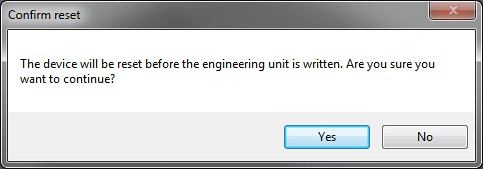 Confirm reset
The device will be reset before the engineering unit is written. Are you sure you
want to continue?
Yes
No